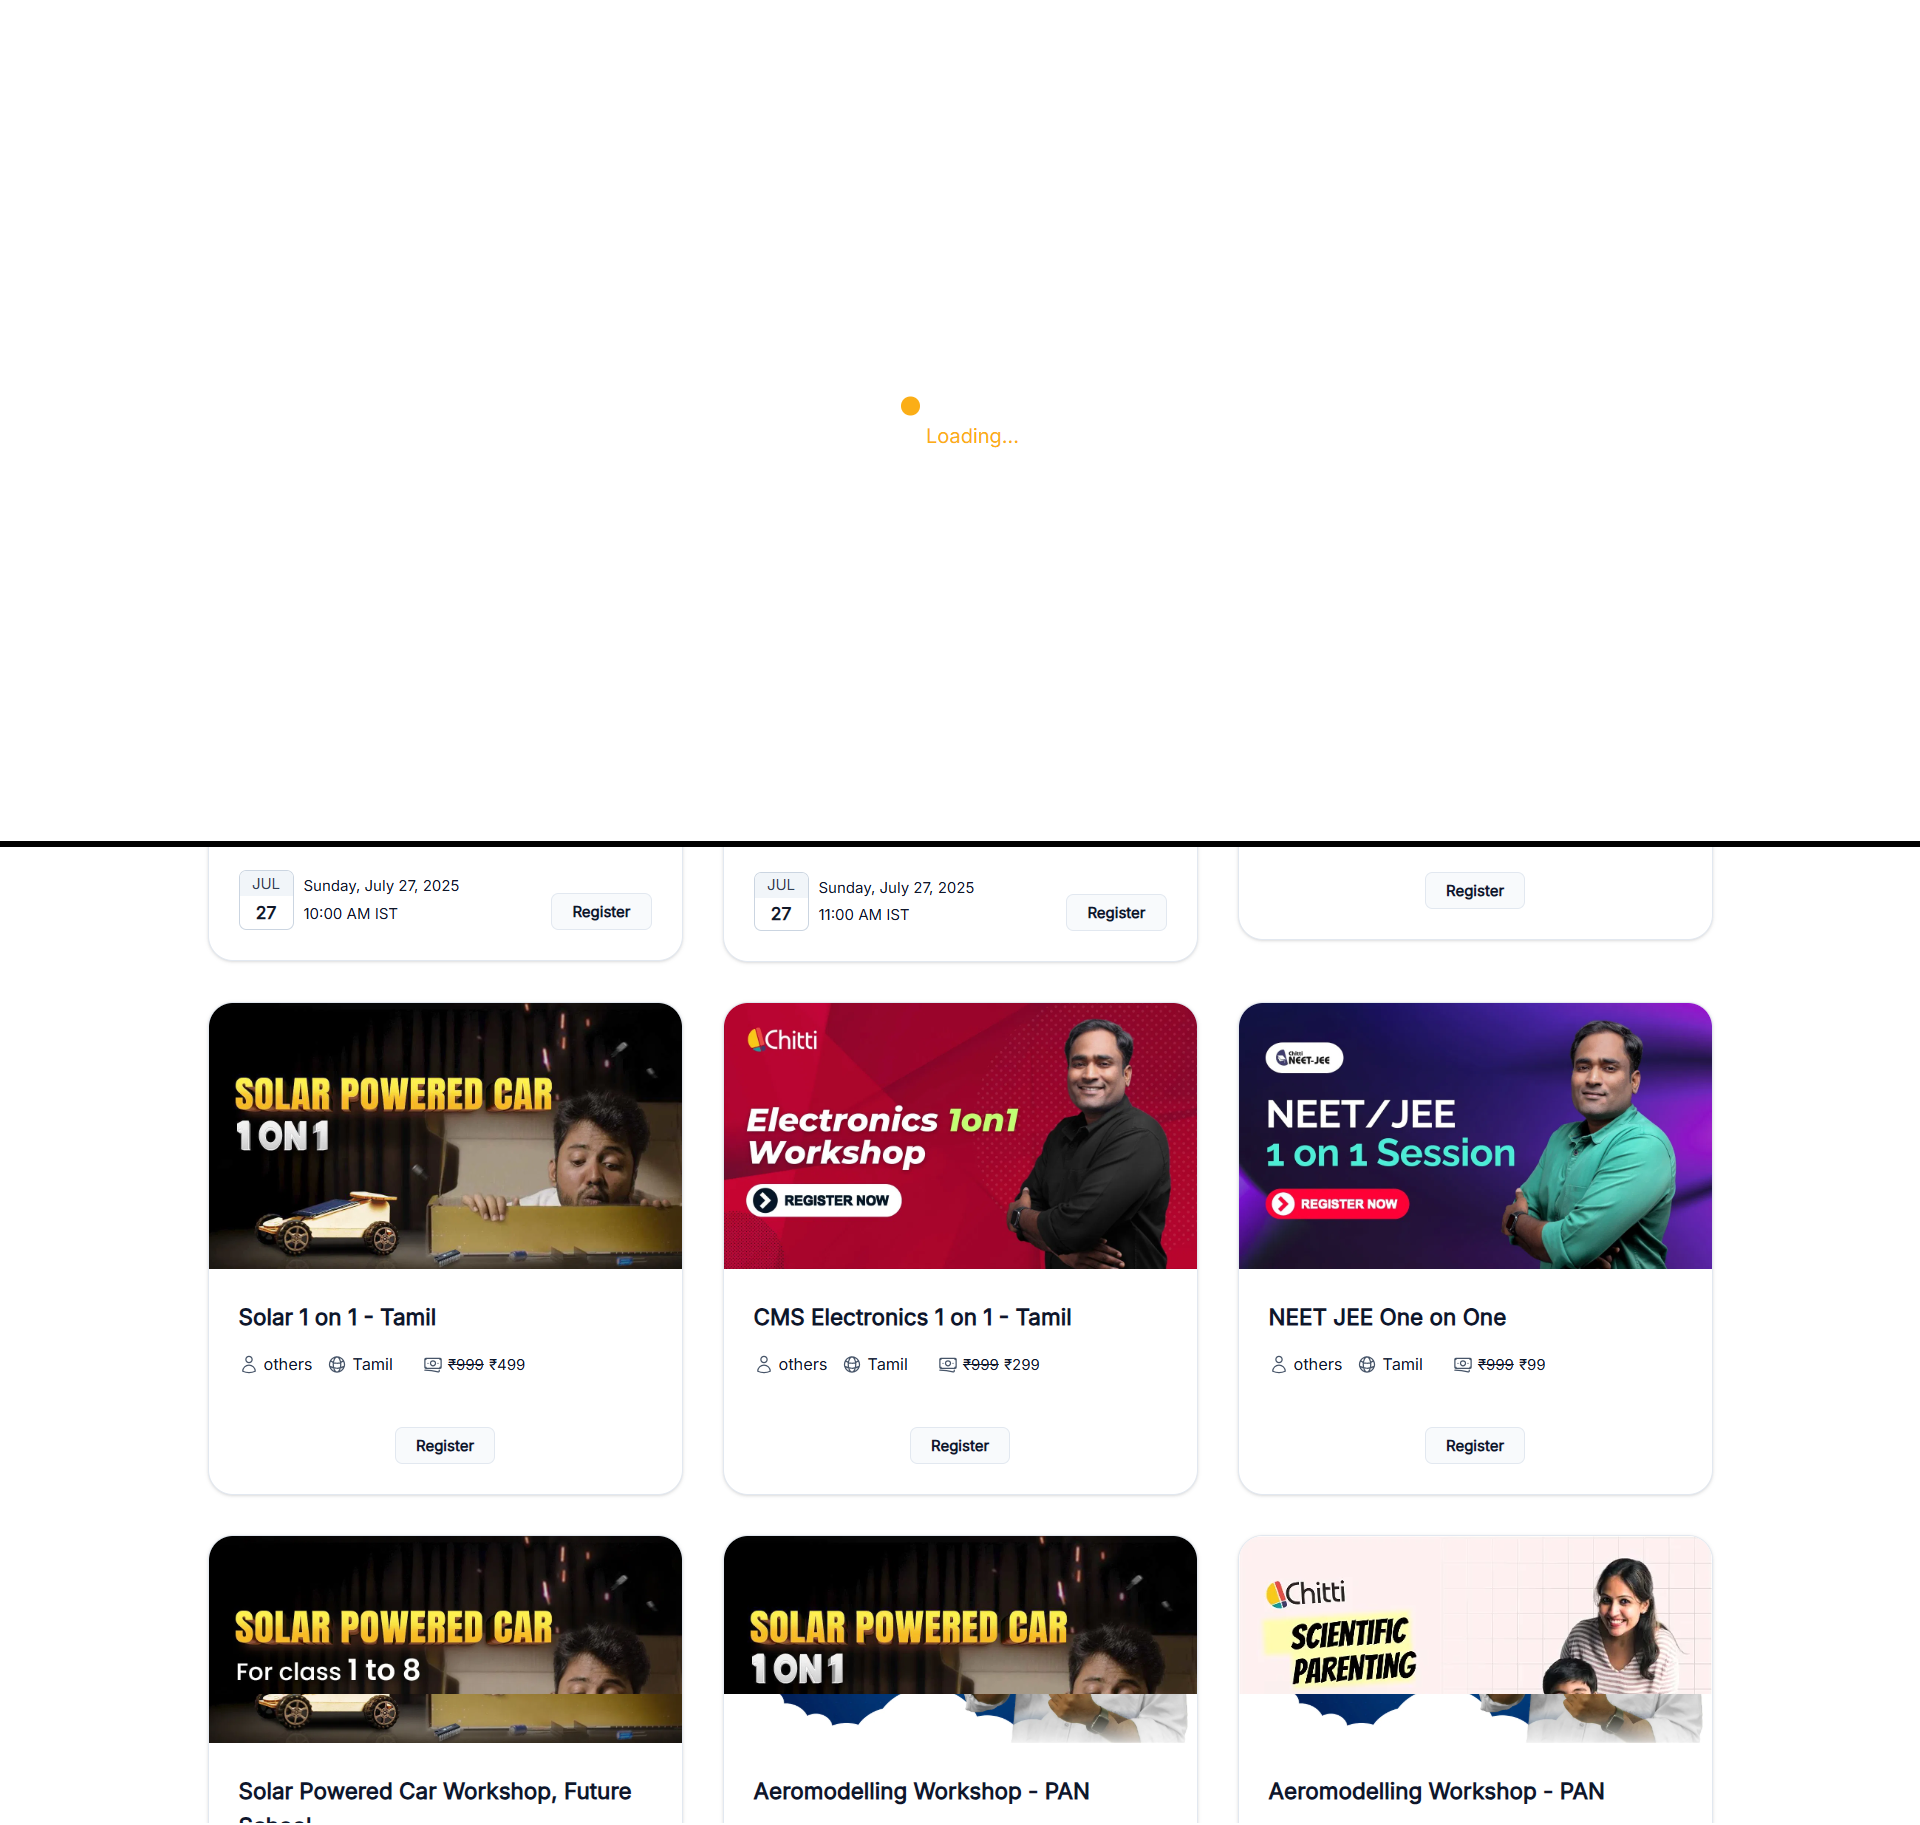 Loading...
JUL
27
Sunday, July 27, 2025
10:00 AM IST
Register
JUL
27
Sunday, July 27, 2025
11:00 AM IST
Register
Register
SOLAR POWERED CAR
1 ON 1
Solar 1 on 1 - Tamil
others Tamil ₹999 ₹499
Register
Chitti
Electronics 1on1
Workshop
REGISTER NOW
CMS Electronics 1 on 1 - Tamil
others Tamil ₹999 ₹299
Register
Chitti
NEET-JEE
NEET/JEE
1 on 1 Session
REGISTER NOW
NEET JEE One on One
others Tamil ₹999 ₹99
Register
SOLAR POWERED CAR
For class 1 to 8
Solar Powered Car Workshop, Future
SOLAR POWERED CAR
1 ON 1
Aeromodelling Workshop - PAN
Chitti
SCIENTIFIC
PARENTING
Aeromodelling Workshop - PAN